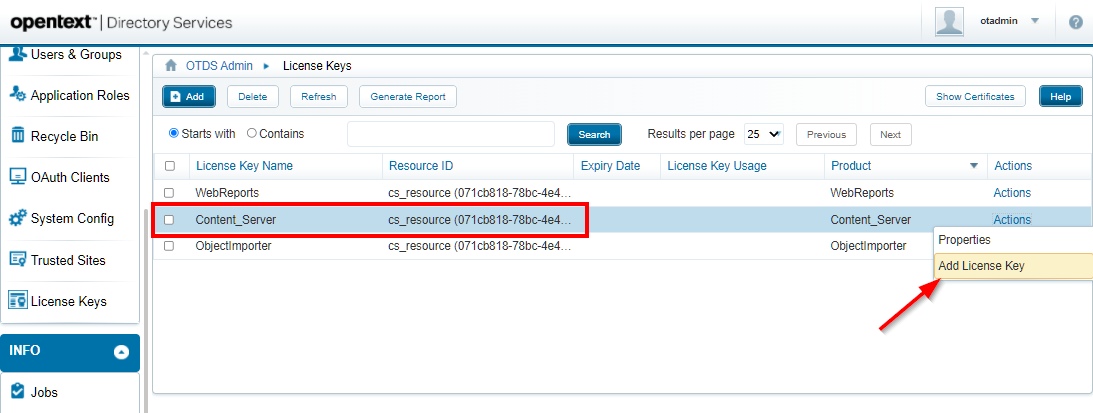 opentext™ | Directory Services
otadmin
?
Users & Groups
Application Roles
Recycle Bin
OAuth Clients
System Config
Trusted Sites
License Keys
INFO
Jobs
OTDS Admin License Keys
Add Delete Refresh Generate Report Show Certificates Help
Starts with Contains Search Results per page 25 Previous Next
License Key Name Resource ID Expiry Date License Key Usage Product Actions
WebReports cs_resource (071cb818-78bc-4e4... WebReports Actions
Content_Server cs_resource (071cb818-78bc-4e4... Content_Server Actions
ObjectImporter cs_resource (071cb818-78bc-4e4... ObjectImporter
Properties
Add License Key